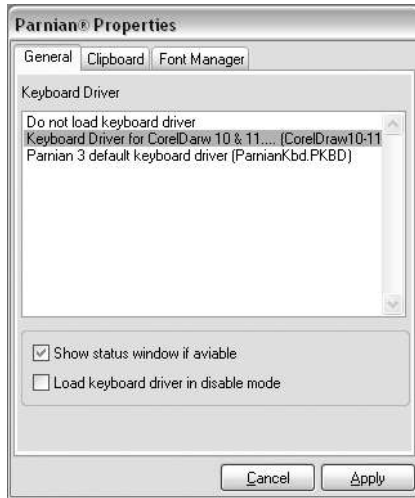 Parnian® Properties
General Clipboard Font Manager
Keyboard Driver
Do not load keyboard driver
Keyboard Driver for CorelDarw 10 & 11.... (CorelDraw10-11
Parnian 3 default keyboard driver (ParnianKbd.PKBD)
Show status window if aviable
Load keyboard driver in disable mode
Cancel Apply